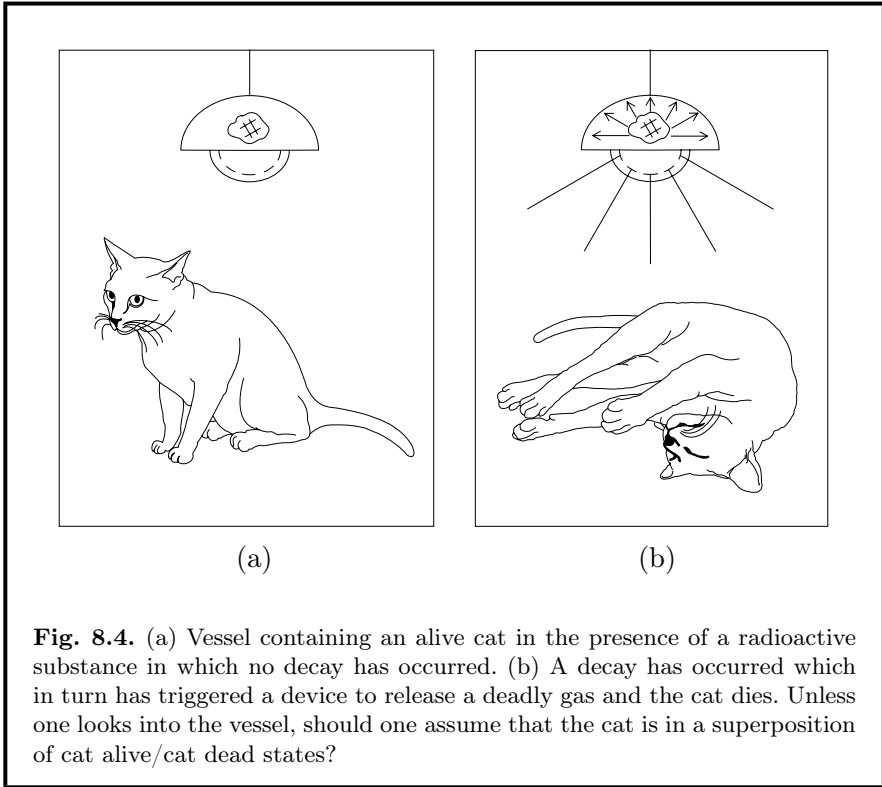 (a)
(b)
Fig. 8.4. (a) Vessel containing an alive cat in the presence of a radioactive
substance in which no decay has occurred. (b) A decay has occurred which
in turn has triggered a device to release a deadly gas and the cat dies. Unless
one looks into the vessel, should one assume that the cat is in a superposition
of cat alive/cat dead states?